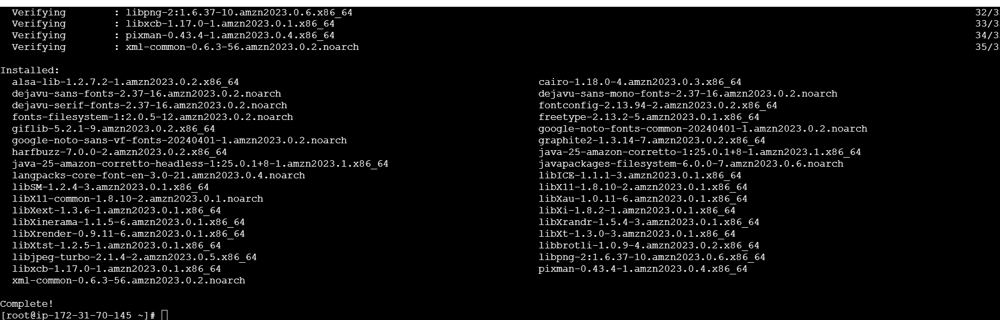 Verifying : libpng-2:1.6.37-10.amzn2023.0.6.x86_64 32/3
Verifying : libxcb-1.17.0-1.amzn2023.0.1.x86_64 33/3
Verifying : pixman-0.43.4-1.amzn2023.0.4.x86_64 34/3
Verifying : xml-common-0.6.3-56.amzn2023.0.2.noarch 35/3
Installed:
alsa-lib-1.2.7.2-1.amzn2023.0.2.x86_64 cairo-1.18.0-4.amzn2023.0.3.x86_64
dejavu-sans-fonts-2.37-16.amzn2023.0.2.noarch dejavu-sans-mono-fonts-2.37-16.amzn2023.0.2.noarch
dejavu-serif-fonts-2.37-16.amzn2023.0.2.noarch fontconfig-2.13.94-2.amzn2023.0.2.x86_64
fonts-filesystem-1:2.0.5-12.amzn2023.0.2.noarch freetype-2.13.2-5.amzn2023.0.1.x86_64
giflib-5.2.1-9.amzn2023.0.2.x86_64 google-noto-fonts-common-20240401-1.amzn2023.0.2.noarch
google-noto-sans-vf-fonts-20240401-1.amzn2023.0.2.noarch graphite2-1.3.14-7.amzn2023.0.2.x86_64
harfbuzz-7.0.0-2.amzn2023.0.2.x86_64 java-25-amazon-corretto-1:25.0.1+8-1.amzn2023.1.x86_64
java-25-amazon-corretto-headless-1:25.0.1+8-1.amzn2023.1.x86_64 javapackages-filesystem-6.0.0-7.amzn2023.0.6.noarch
langpacks-core-font-en-3.0-21.amzn2023.0.4.noarch libICE-1.1.1-3.amzn2023.0.1.x86_64
libSM-1.2.4-3.amzn2023.0.1.x86_64 libX11-1.8.10-2.amzn2023.0.1.x86_64
libX11-common-1.8.10-2.amzn2023.0.1.noarch libXau-1.0.11-6.amzn2023.0.1.x86_64
libXext-1.3.6-1.amzn2023.0.1.x86_64 libXi-1.8.2-1.amzn2023.0.1.x86_64
libXinerama-1.1.5-6.amzn2023.0.1.x86_64 libXrandr-1.5.4-3.amzn2023.0.1.x86_64
libXrender-0.9.11-6.amzn2023.0.1.x86_64 libXt-1.3.0-3.amzn2023.0.1.x86_64
libXtst-1.2.5-1.amzn2023.0.1.x86_64 libbrotli-1.0.9-4.amzn2023.0.2.x86_64
libjpeg-turbo-2.1.4-2.amzn2023.0.5.x86_64 libpng-2:1.6.37-10.amzn2023.0.6.x86_64
libxcb-1.17.0-1.amzn2023.0.1.x86_64 pixman-0.43.4-1.amzn2023.0.4.x86_64
xml-common-0.6.3-56.amzn2023.0.2.noarch
Complete!
[root@ip-172-31-70-145 ~]#